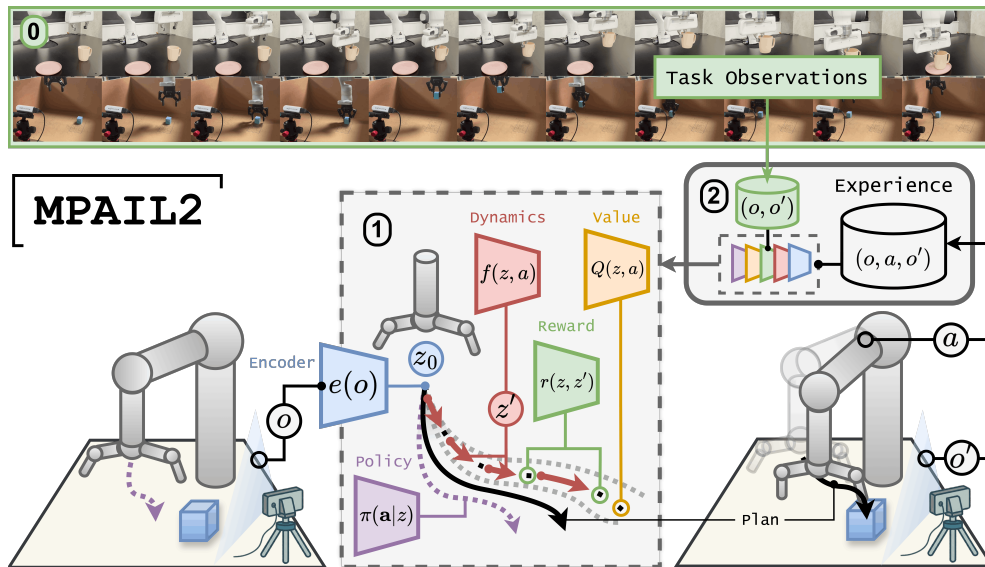 0
Task Observations
MPAIL2
1
2
(o, o′)
Experience
(o, a, o′)
Dynamics
f(z, a)
Value
Q(z, a)
Reward
r(z, z′)
Encoder
e(o)
z₀
z′
o
Policy
π(a|z)
Plan
a
o′